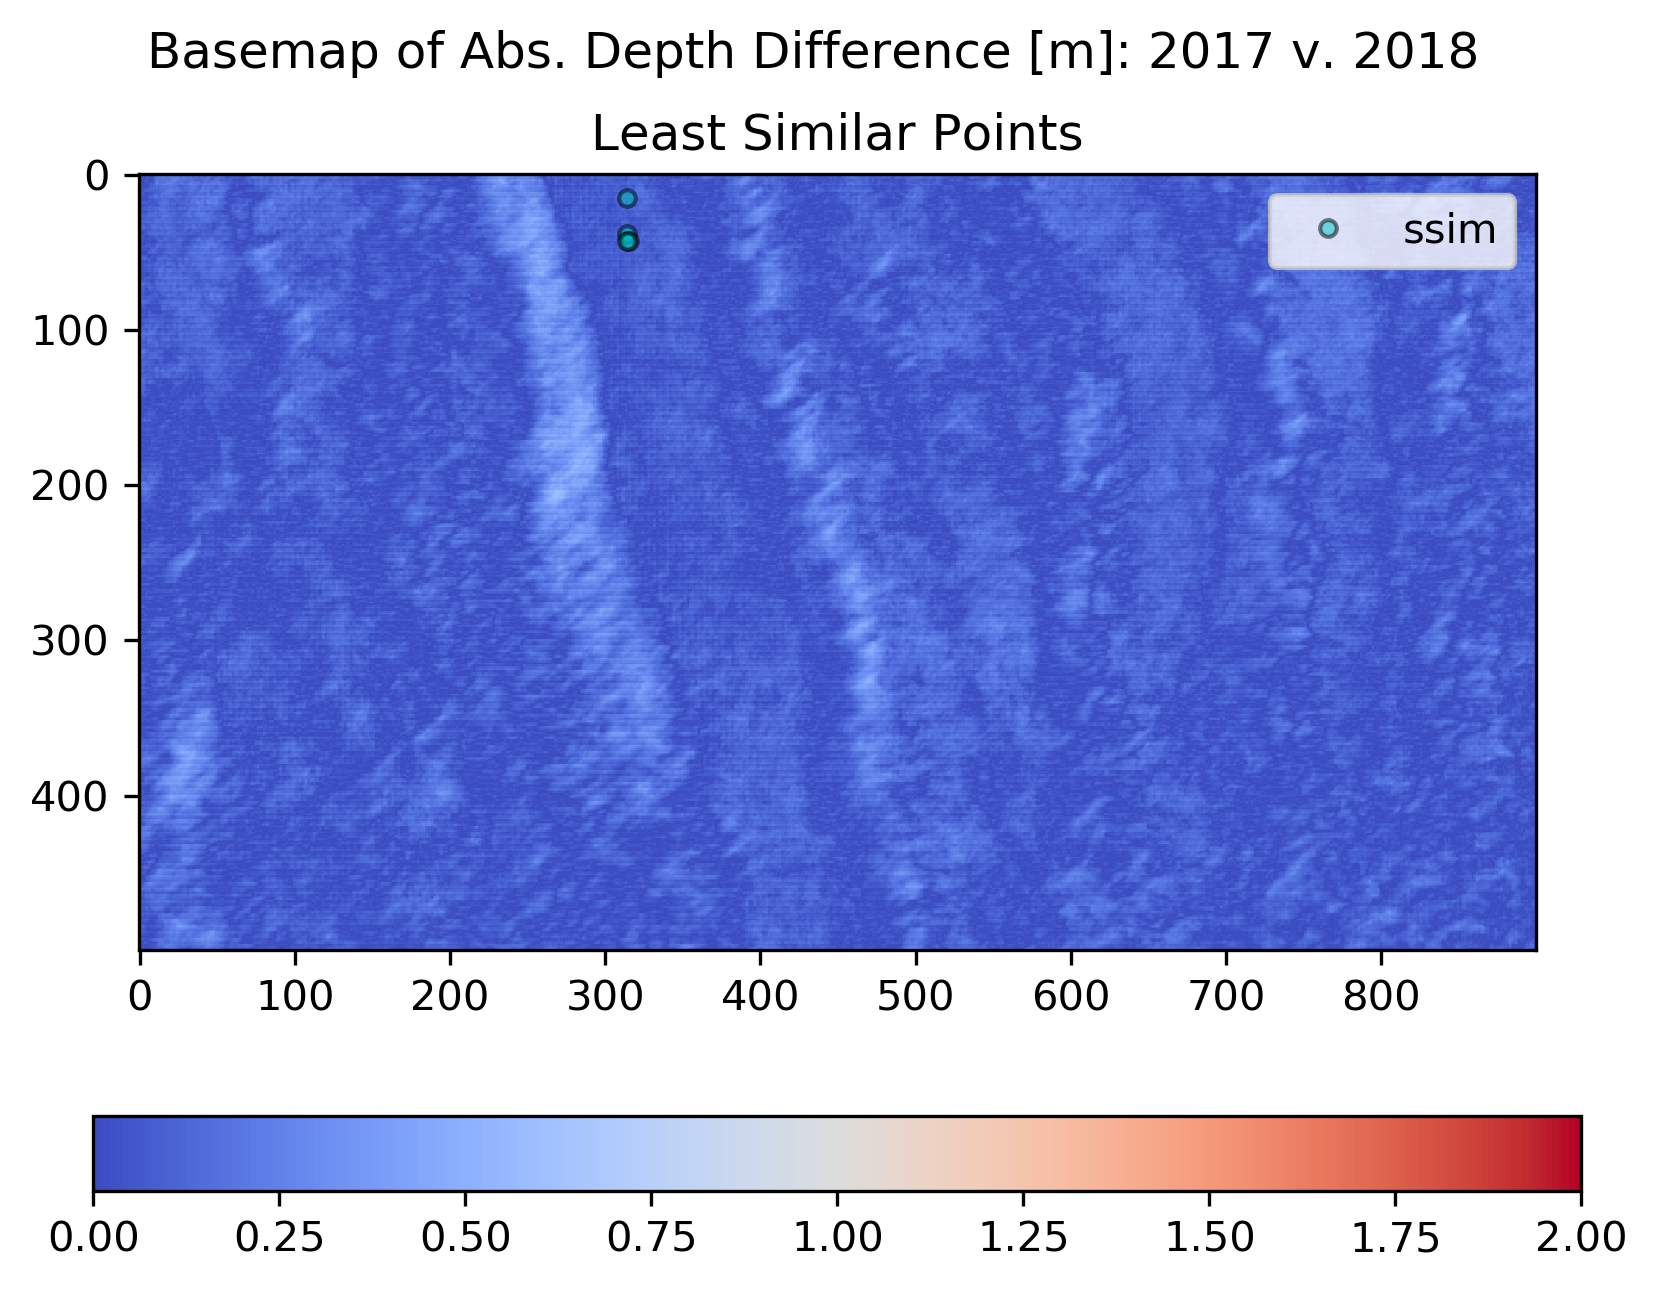 Basemap of Abs. Depth Difference [m]: 2017 v. 2018
Least Similar Points
ssim
0
100
200
300
400
0 100 200 300 400 500 600 700 800
0.00 0.25 0.50 0.75 1.00 1.25 1.50 1.75 2.00